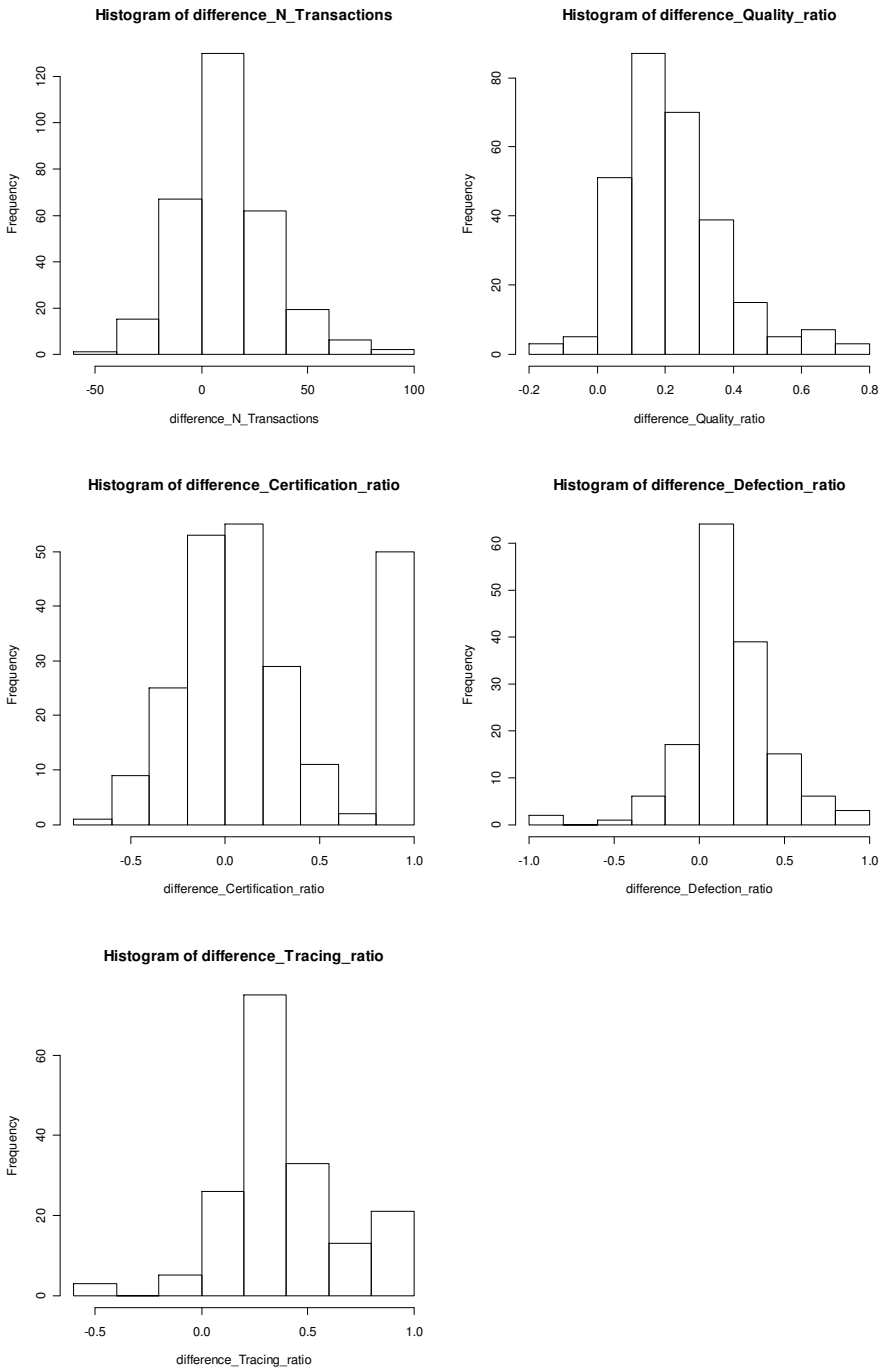 Histogram of difference_N_Transactions
Frequency
0 20 40 60 80 100 120
-50 0 50 100
difference_N_Transactions
Histogram of difference_Quality_ratio
Frequency
0 20 40 60 80
-0.2 0.0 0.2 0.4 0.6 0.8
difference_Quality_ratio
Histogram of difference_Certification_ratio
Frequency
0 10 20 30 40 50
-0.5 0.0 0.5 1.0
difference_Certification_ratio
Histogram of difference_Defection_ratio
Frequency
0 10 20 30 40 50 60
-1.0 -0.5 0.0 0.5 1.0
difference_Defection_ratio
Histogram of difference_Tracing_ratio
Frequency
0 20 40 60
-0.5 0.0 0.5 1.0
difference_Tracing_ratio